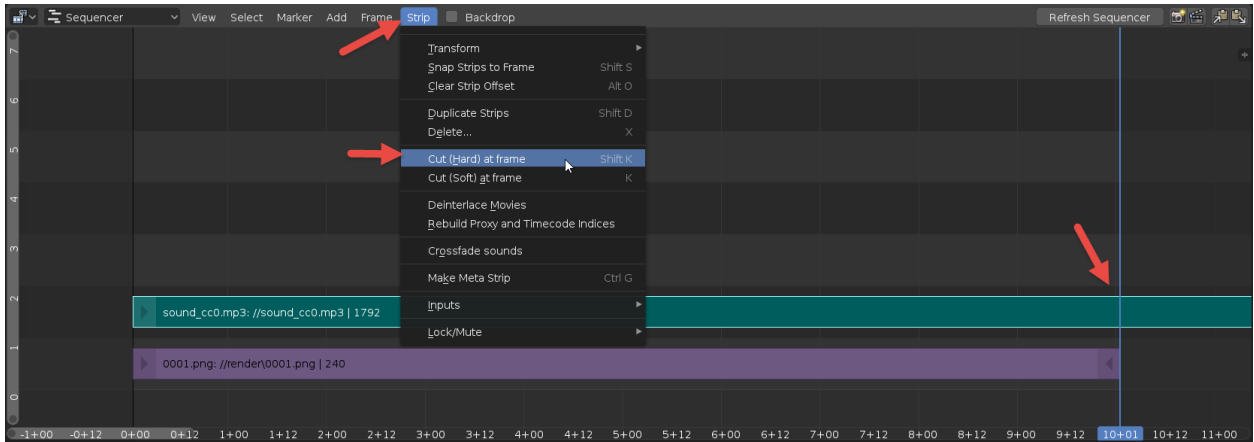 Sequencer View Select Marker Add Frame Strip Backdrop Refresh Sequencer
Transform
Snap Strips to Frame Shift S
Clear Strip Offset Alt O
Duplicate Strips Shift D
Delete... X
Cut (Hard) at frame Shift K
Cut (Soft) at frame K
Deinterlace Movies
Rebuild Proxy and Timecode Indices
Crossfade sounds
Make Meta Strip Ctrl G
Inputs
Lock/Mute
7
6
5
4
3
2
1
0
sound_cc0.mp3: //sound_cc0.mp3 | 1792
0001.png: //render\0001.png | 240
-1+00 -0+12 0+00 0+12 1+00 1+12 2+00 2+12 3+00 3+12 4+00 4+12 5+00 5+12 6+00 6+12 7+00 7+12 8+00 8+12 9+00 9+12 10+01 10+12 11+00